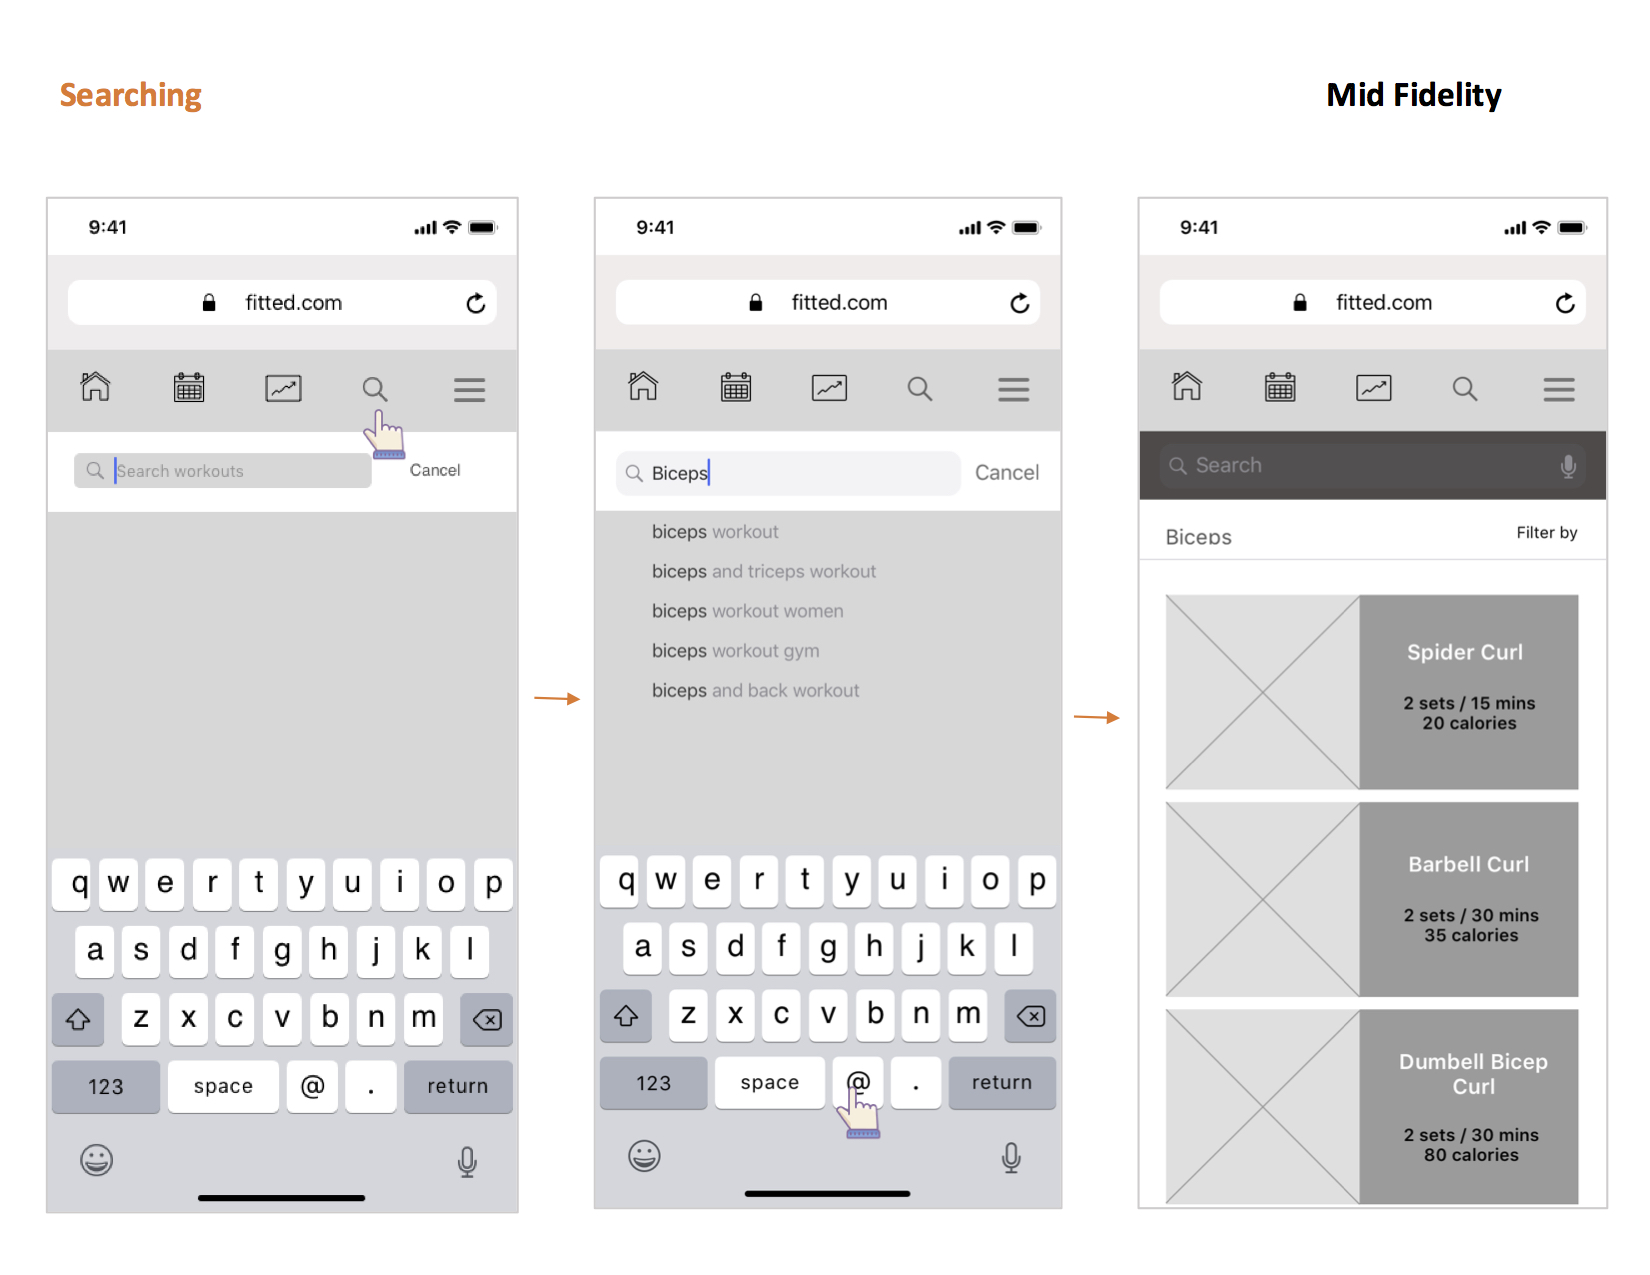 Searching
Mid Fidelity
9:41
fitted.com
Search workouts
Cancel
q w e r t y u i o p
a s d f g h j k l
z x c v b n m
123 space @ . return
9:41
fitted.com
Biceps
Cancel
biceps workout
biceps and triceps workout
biceps workout women
biceps workout gym
biceps and back workout
q w e r t y u i o p
a s d f g h j k l
z x c v b n m
123 space @ . return
9:41
fitted.com
Search
Biceps
Filter by
Spider Curl
2 sets / 15 mins
20 calories
Barbell Curl
2 sets / 30 mins
35 calories
Dumbell Bicep
Curl
2 sets / 30 mins
80 calories